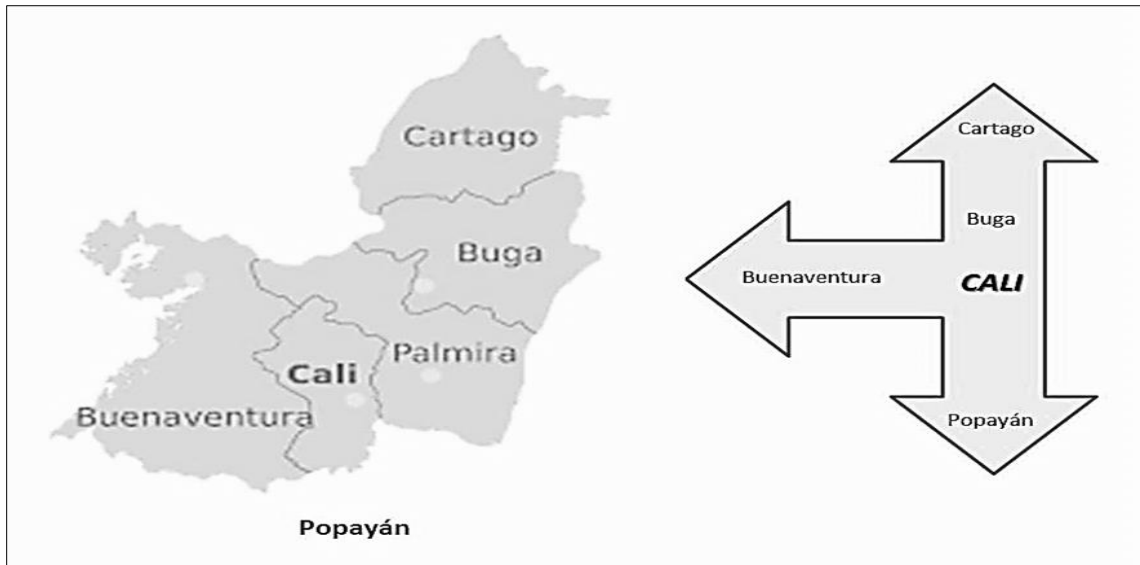 Cartago
Buga
Palmira
Cali
Buenaventura
Popayán
Cartago
Buga
Buenaventura
CALI
Popayán